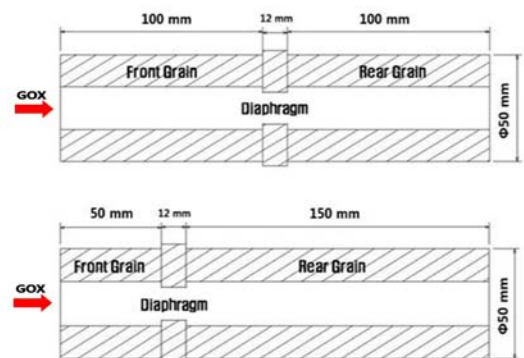 100 mm 12 mm 100 mm
Front Grain Rear Grain
GOX
Diaphragm
Φ50 mm
50 mm 12 mm 150 mm
Front Grain Rear Grain
GOX
Diaphragm
Φ50 mm